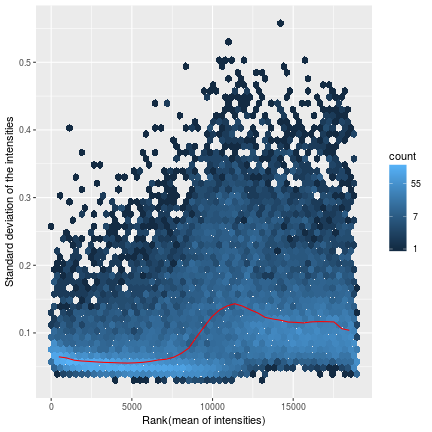 Standard deviation of the intensities
0.5
0.4
0.3
0.2
0.1
0 5000 10000 15000
Rank(mean of intensities)
count
55
7
1